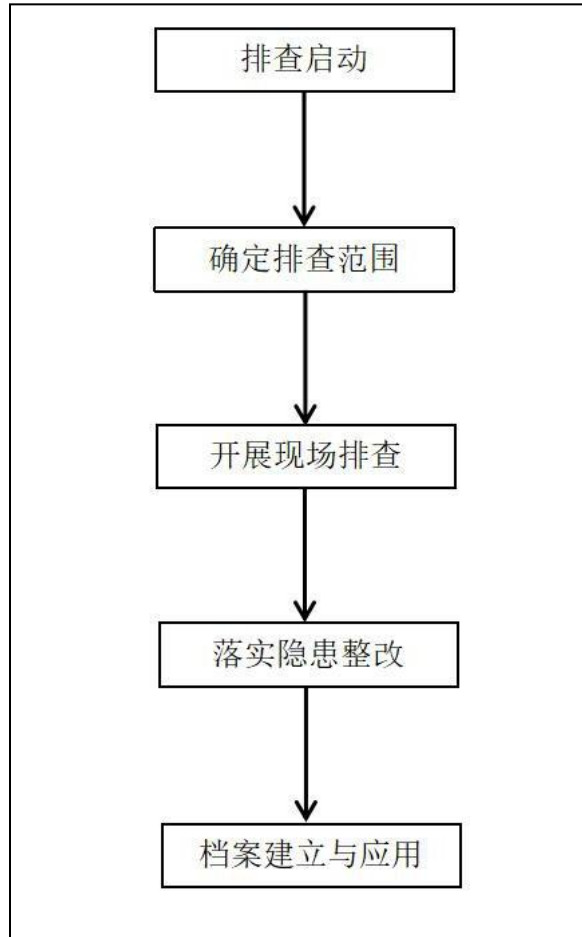 排查启动
确定排查范围
开展现场排查
落实隐患整改
档案建立与应用